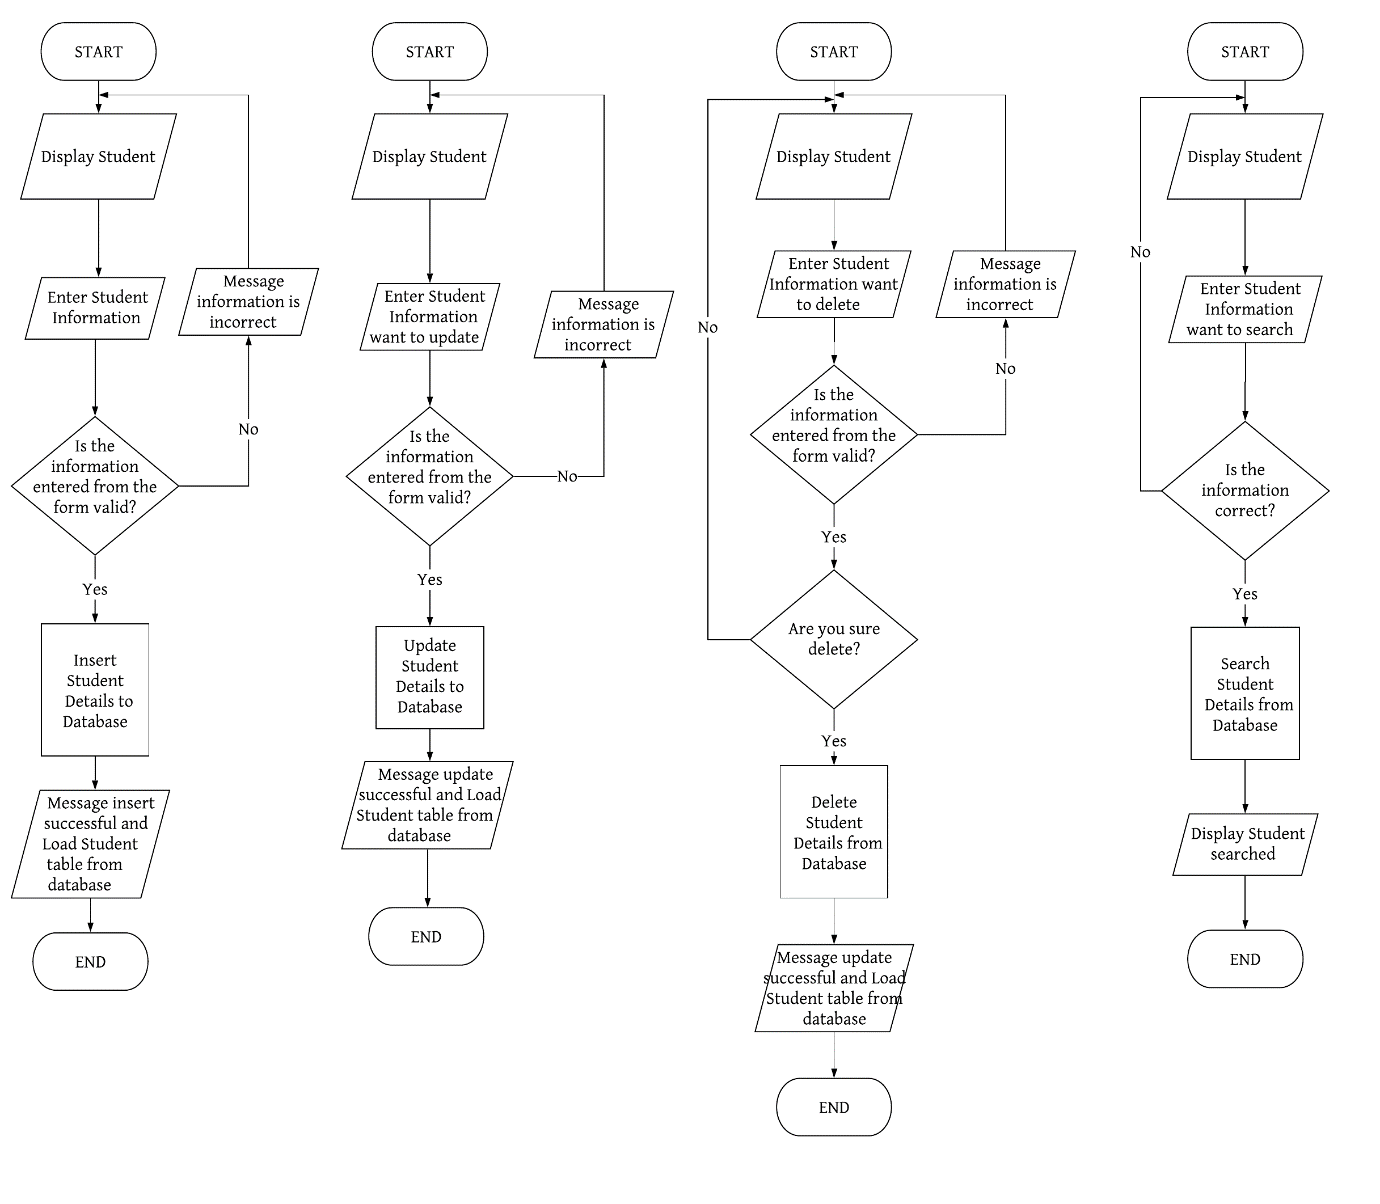 START
Display Student
Enter Student
Information
Message
information is
incorrect
Is the
information
entered from the
form valid?
No
Yes
Insert
Student
Details to
Database
Message insert
successful and
Load Student
table from
database
END
START
Display Student
Enter Student
Information
want to update
Message
information is
incorrect
Is the
information
entered from the
form valid?
No
Yes
Update
Student
Details to
Database
Message update
successful and Load
Student table from
database
END
START
Display Student
Enter Student
Information want
to delete
Message
information is
incorrect
No
No
Is the
information
entered from the
form valid?
Yes
Are you sure
delete?
Yes
Delete
Student
Details from
Database
Message update
successful and Load
Student table from
database
END
START
Display Student
No
Enter Student
Information
want to search
Is the
information
correct?
Yes
Search
Student
Details from
Database
Display Student
searched
END